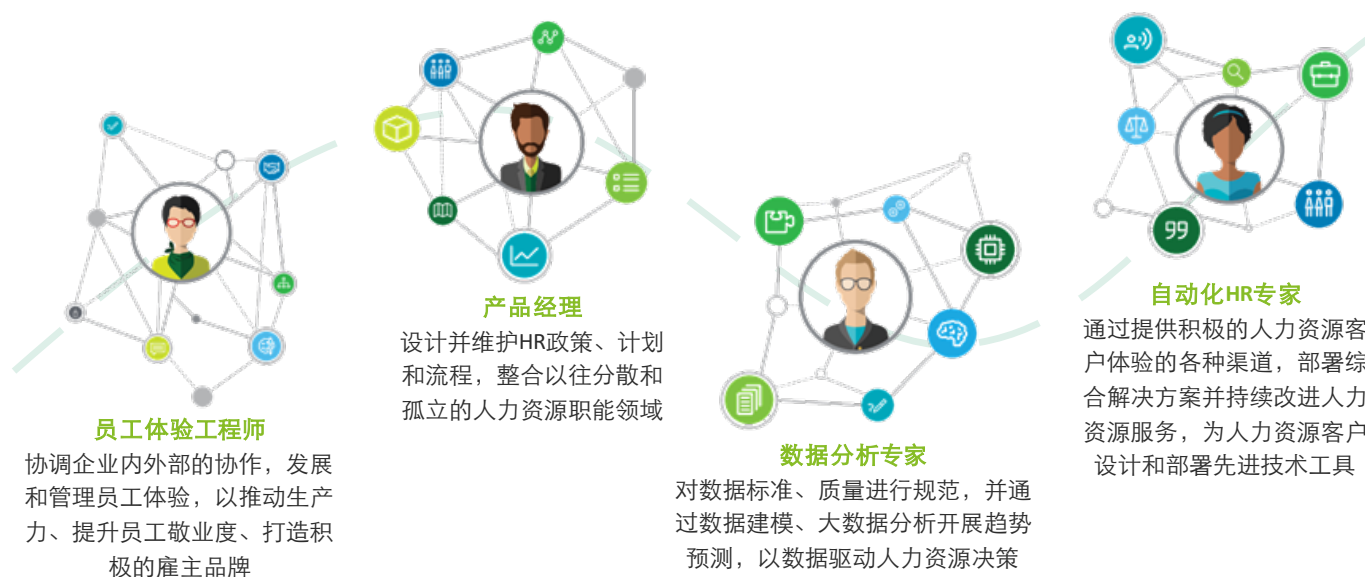 员工体验工程师
协调企业内外部的协作，发展
和管理员工体验，以推动生产
力、提升员工敬业度、打造积
极的雇主品牌
产品经理
设计并维护HR政策、计划
和流程，整合以往分散和
孤立的人力资源职能领域
数据分析专家
对数据标准、质量进行规范，并通
过数据建模、大数据分析开展趋势
预测，以数据驱动人力资源决策
99
自动化HR专家
通过提供积极的人力资源客
户体验的各种渠道，部署综
合解决方案并持续改进人力
资源服务，为人力资源客户
设计和部署先进技术工具